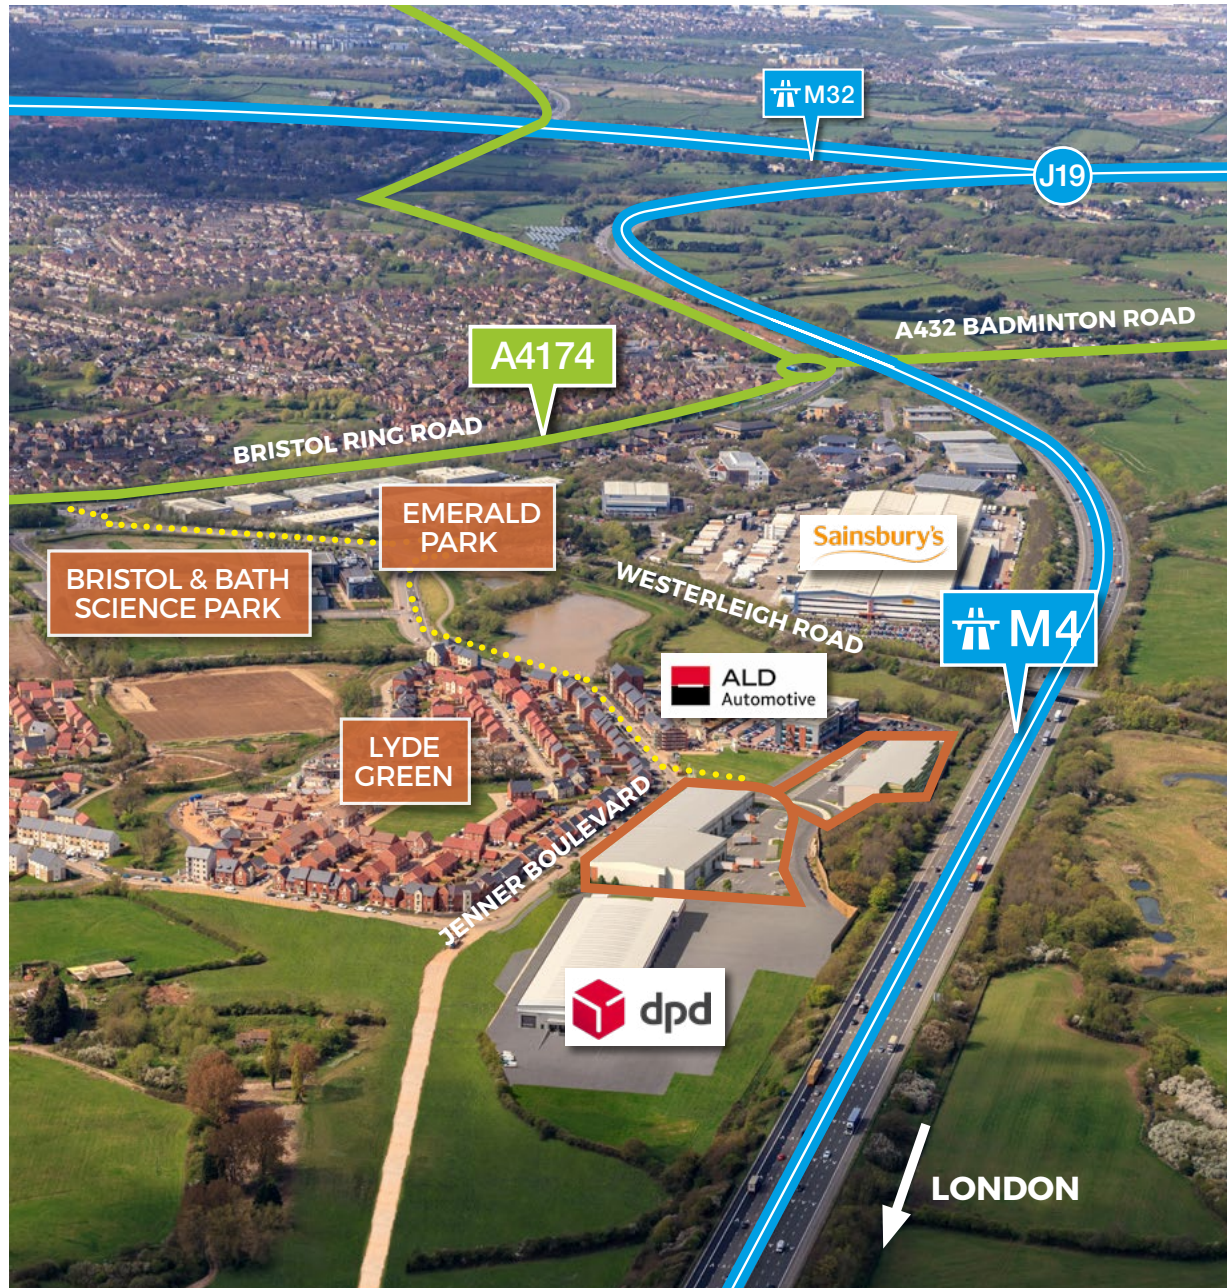 M32
J19
A432 BADMINTON ROAD
A4174
BRISTOL RING ROAD
EMERALD
PARK
Sainsbury's
BRISTOL & BATH
SCIENCE PARK
WESTERLEIGH ROAD
M4
ALD
Automotive
LYDE
GREEN
JENNER BOULEVARD
dpd
LONDON